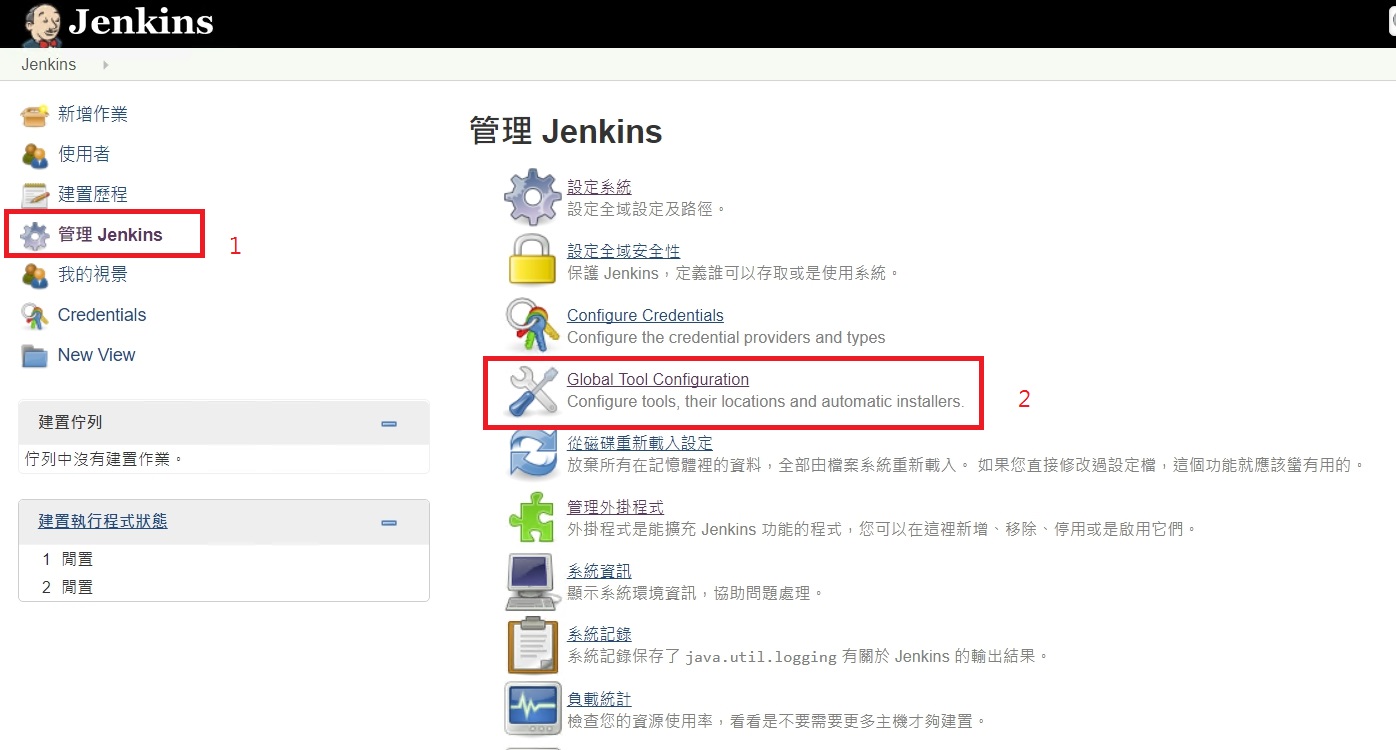 Jenkins
Jenkins
新增作業
使用者
建置歷程
管理 Jenkins
1
我的視景
Credentials
New View
建置佇列
佇列中沒有建置作業。
建置執行程式狀態
1 閒置
2 閒置
管理 Jenkins
設定系統
設定全域設定及路徑。
設定全域安全性
保護 Jenkins，定義誰可以存取或是使用系統。
Configure Credentials
Configure the credential providers and types
Global Tool Configuration
Configure tools, their locations and automatic installers.
2
從磁碟重新載入設定
放棄所有在記憶體裡的資料，全部由檔案系統重新載入。 如果您直接修改過設定檔，這個功能就應該蠻有用的。
管理外掛程式
外掛程式是能擴充 Jenkins 功能的程式，您可以在這裡新增、移除、停用或是啟用它們。
系統資訊
顯示系統環境資訊，協助問題處理。
系統記錄
系統記錄保存了 java.util.logging 有關於 Jenkins 的輸出結果。
負載統計
檢查您的資源使用率，看看是不要需要更多主機才夠建置。